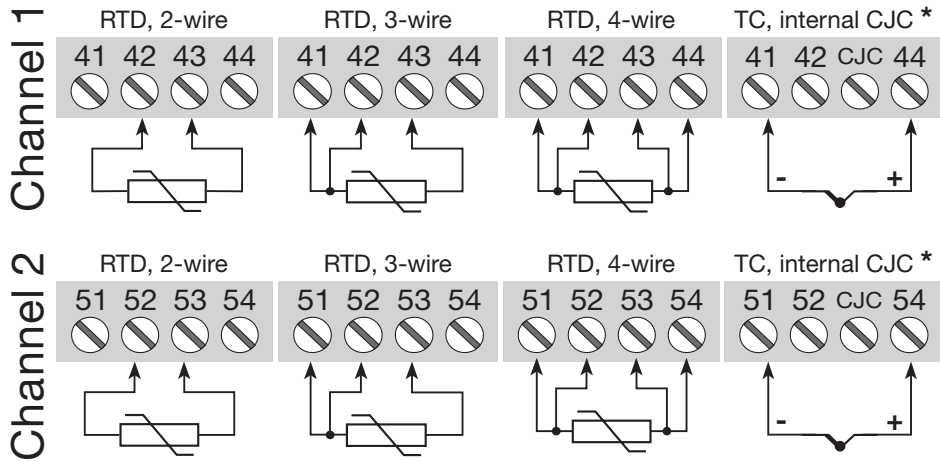 Channel 1
RTD, 2-wire RTD, 3-wire RTD, 4-wire TC, internal CJC *
41 42 43 44 41 42 43 44 41 42 43 44 41 42 CJC 44
- +
Channel 2
RTD, 2-wire RTD, 3-wire RTD, 4-wire TC, internal CJC *
51 52 53 54 51 52 53 54 51 52 53 54 51 52 CJC 54
- +